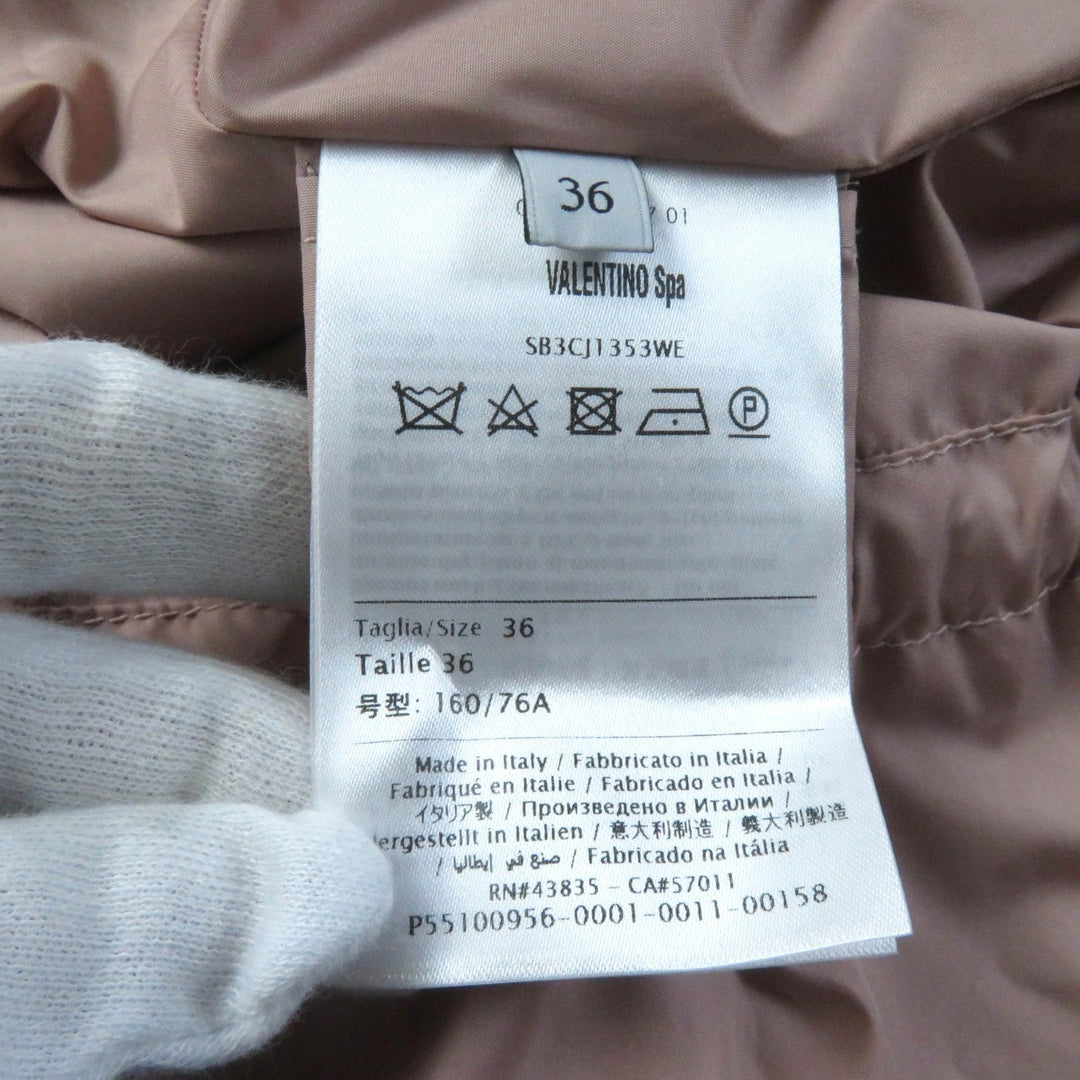 36
7 01
VALENTINO Spa
SB3CJ1353WE
P
Taglia/Size 36
Taille 36
号型: 160/76A
Made in Italy / Fabbricato in Italia /
Fabriqué en Italie / Fabricado en Italia /
イタリア製 / Произведено в Италии /
ergestellt in Italien / 意大利制造 / 義大利製造
/ صنع في إيطاليا / Fabricado na Itália
RN#43835 - CA#57011
P55100956-0001-0011-00158